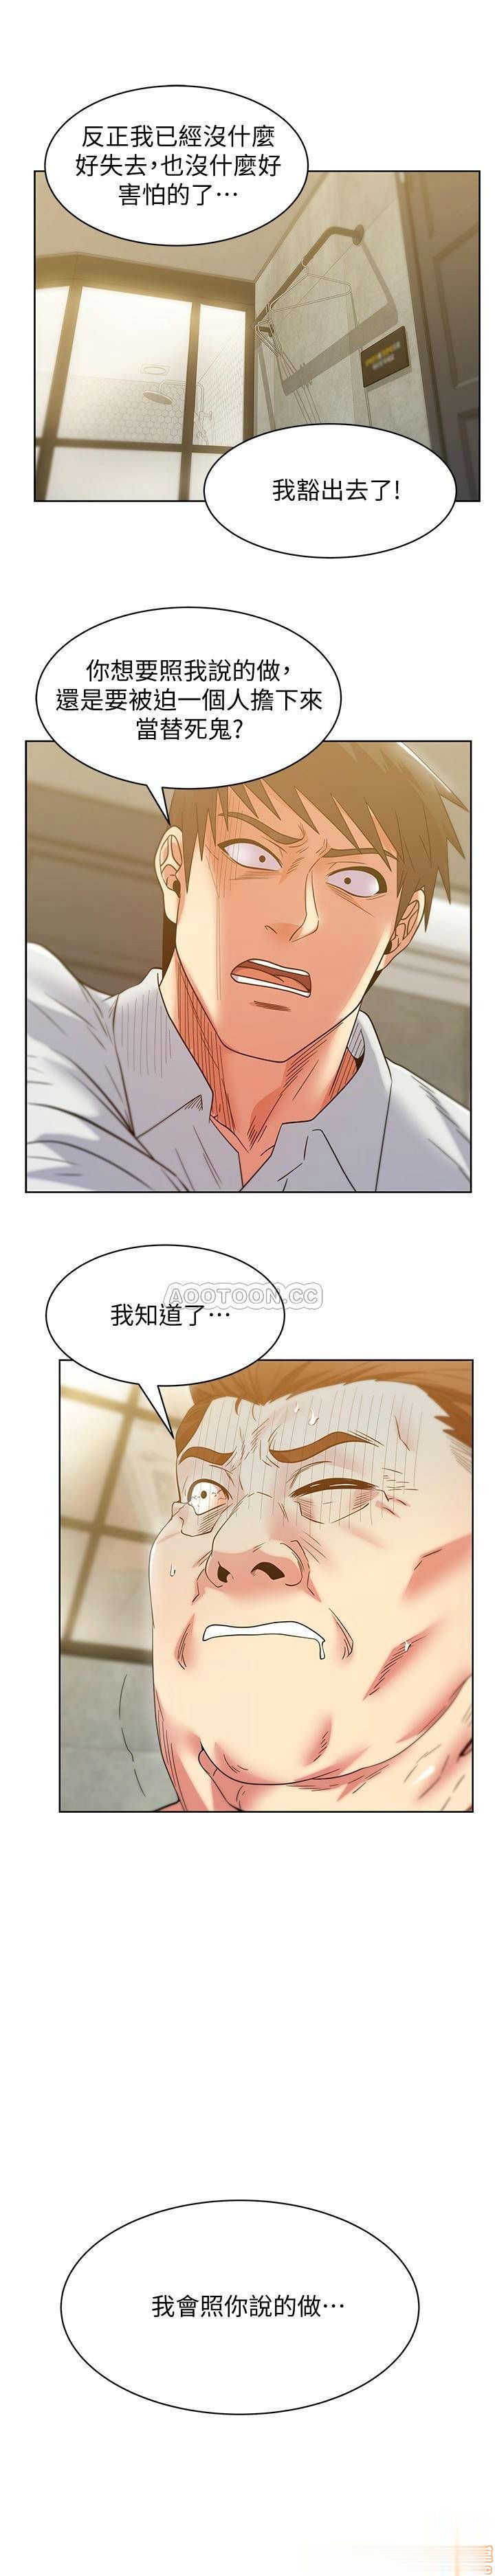 反正我已經沒什麼
好失去，也沒什麼好
害怕的了…
我豁出去了!
你想要照我說的做，
還是要被迫一個人擔下來
當替死鬼?
AOOTOON.CC
我知道了…
我會照你說的做…